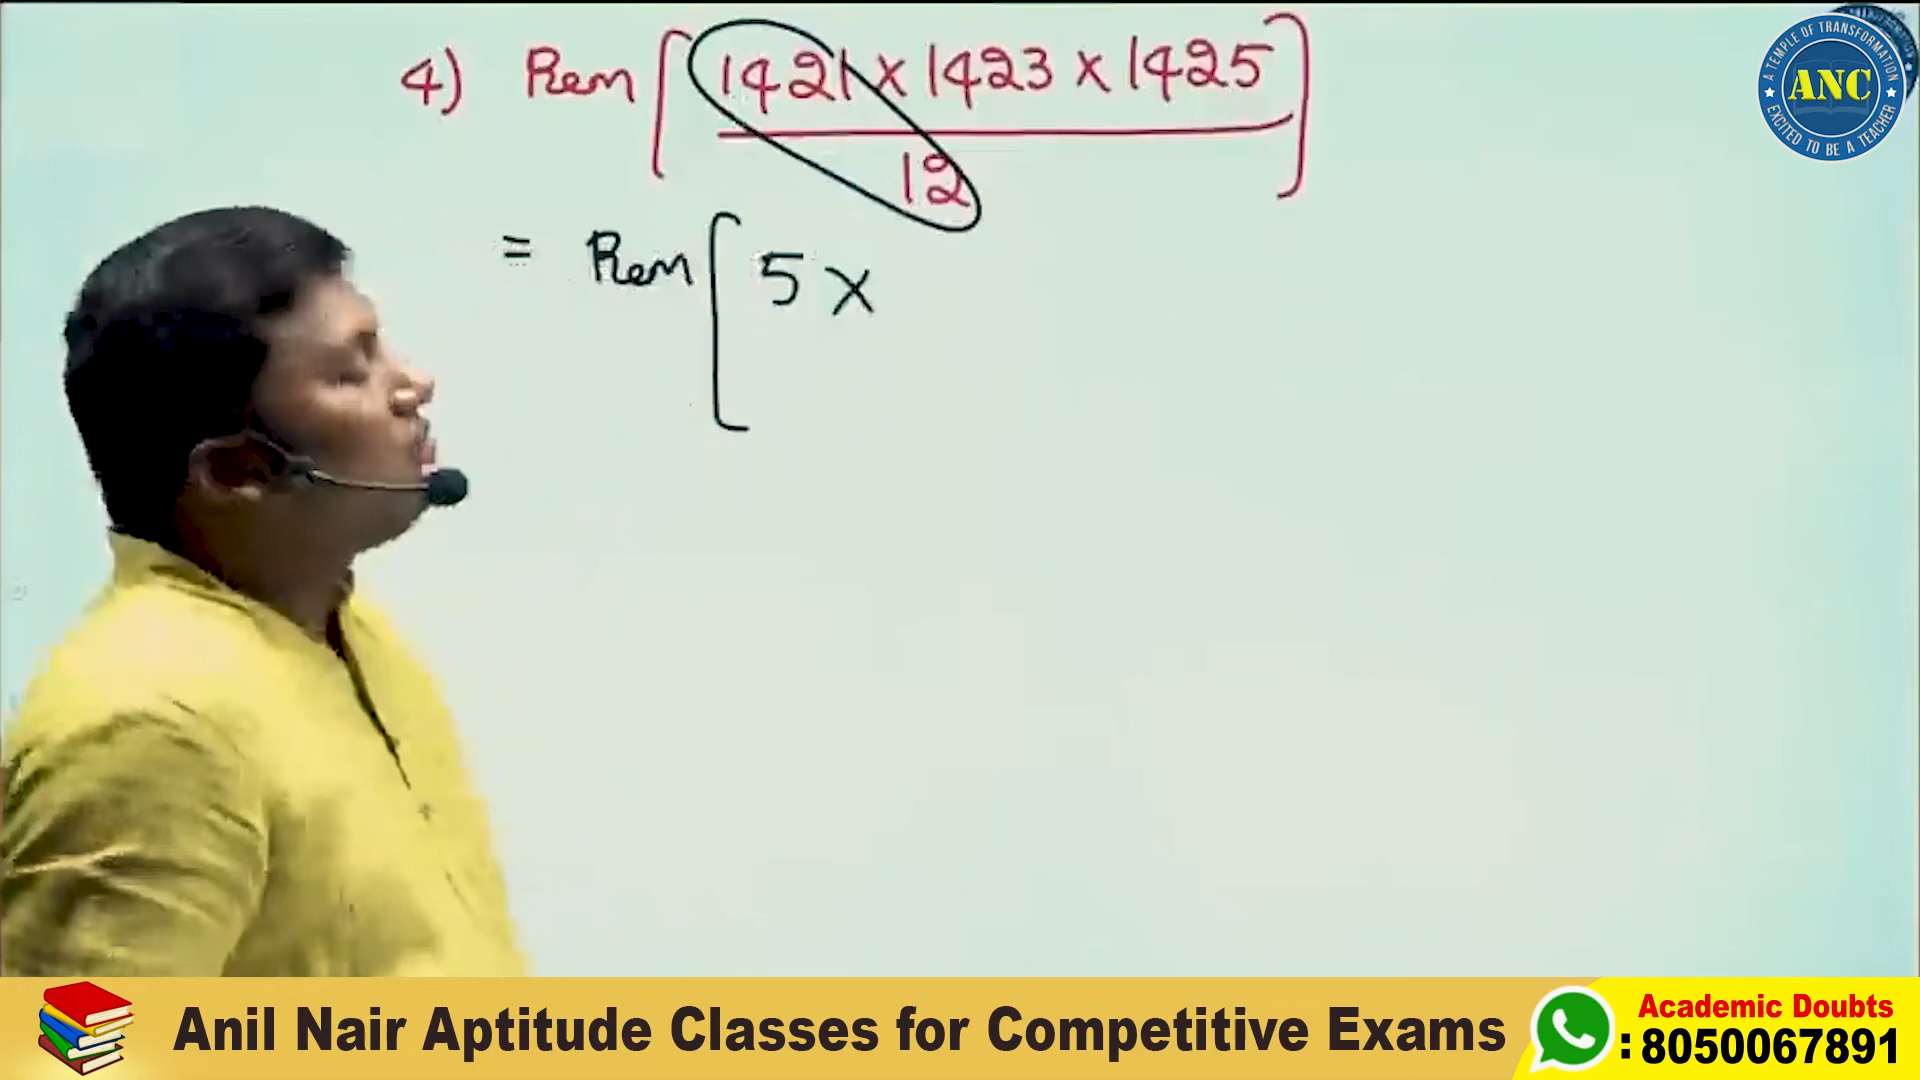 4) Rem [ 1421 x 1423 x 1425 ]
12
= Rem [ 5 x
A TEMPLE OF TRANSFORMATION
ANC
EXCITED TO BE A TEACHER
Anil Nair Aptitude Classes for Competitive Exams
Academic Doubts
: 8050067891